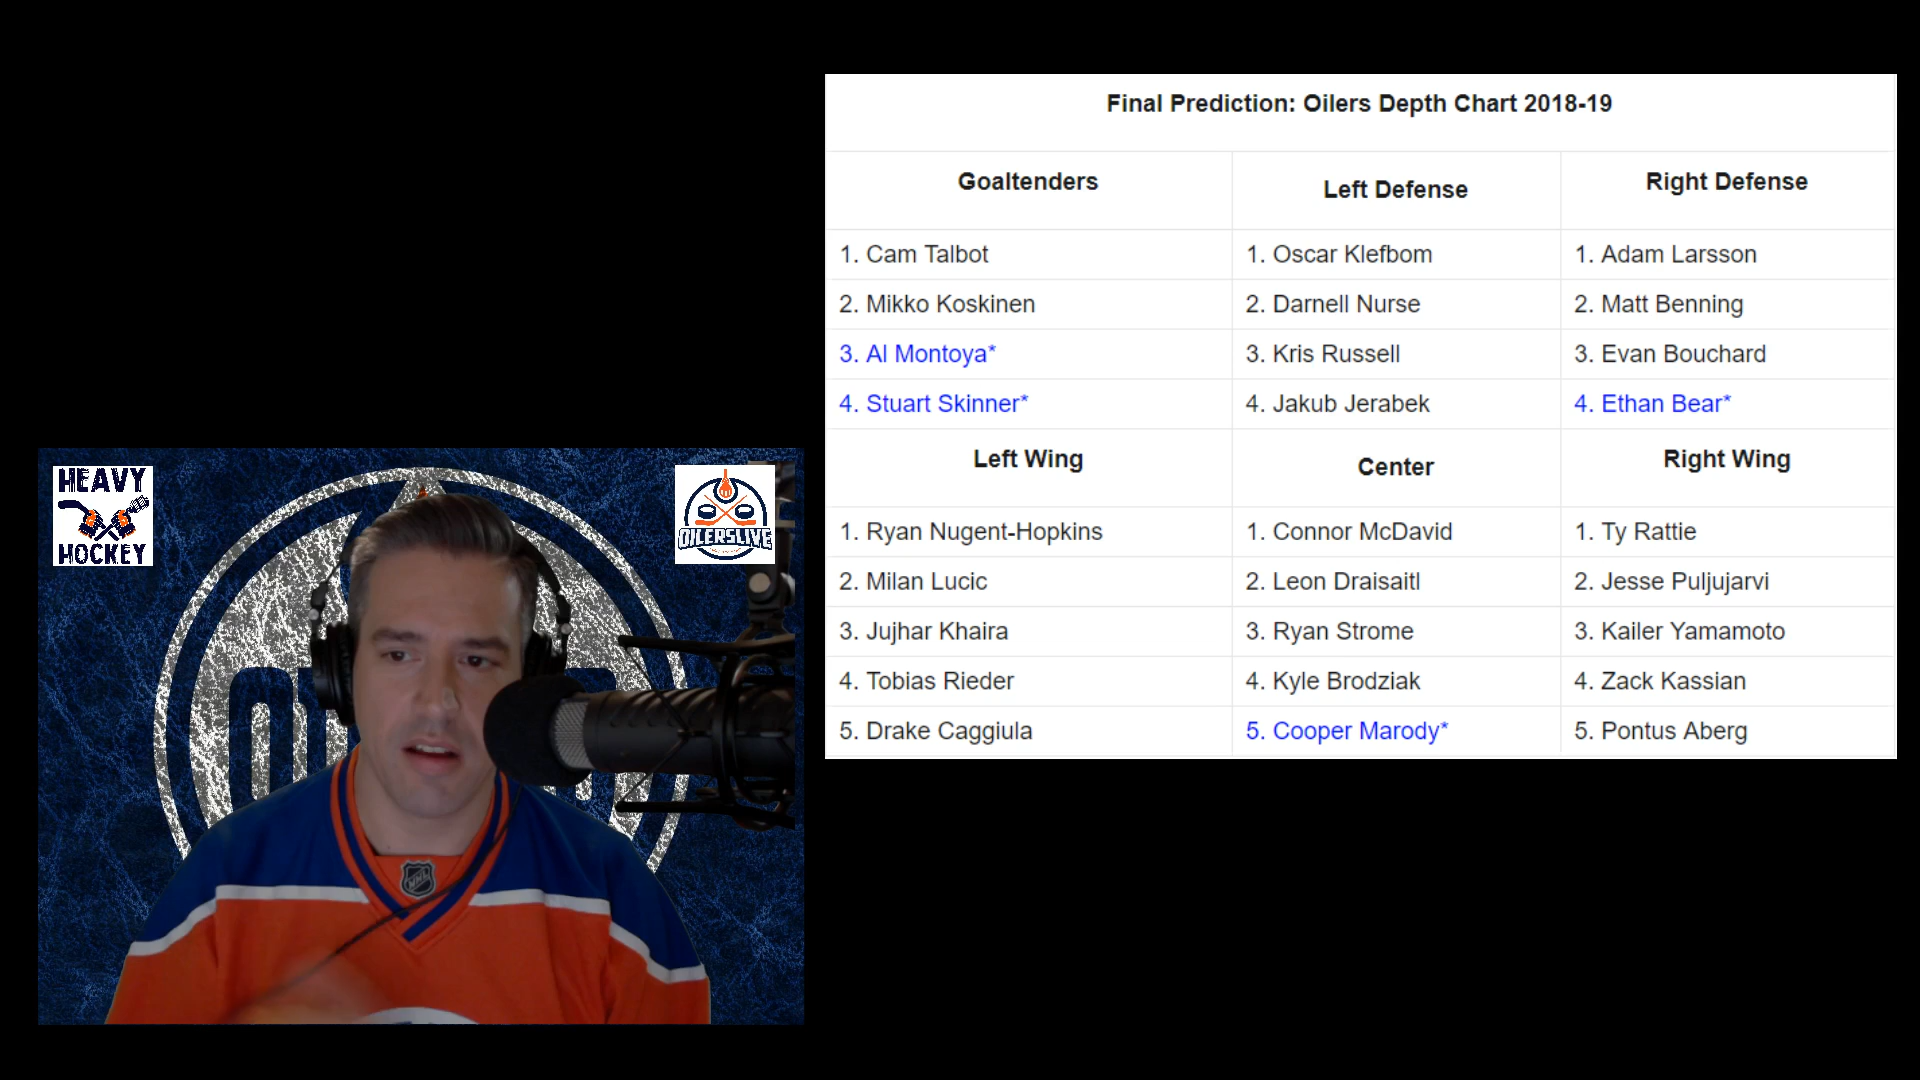 Final Prediction: Oilers Depth Chart 2018-19
Goaltenders
Left Defense
Right Defense
1. Cam Talbot
1. Oscar Klefbom
1. Adam Larsson
2. Mikko Koskinen
2. Darnell Nurse
2. Matt Benning
3. Al Montoya*
3. Kris Russell
3. Evan Bouchard
4. Stuart Skinner*
4. Jakub Jerabek
4. Ethan Bear*
Left Wing
Center
Right Wing
1. Ryan Nugent-Hopkins
1. Connor McDavid
1. Ty Rattie
2. Milan Lucic
2. Leon Draisaitl
2. Jesse Puljujarvi
3. Jujhar Khaira
3. Ryan Strome
3. Kailer Yamamoto
4. Tobias Rieder
4. Kyle Brodziak
4. Zack Kassian
5. Drake Caggiula
5. Cooper Marody*
5. Pontus Aberg
HEAVY
HOCKEY
OILERSLIVE
NHL